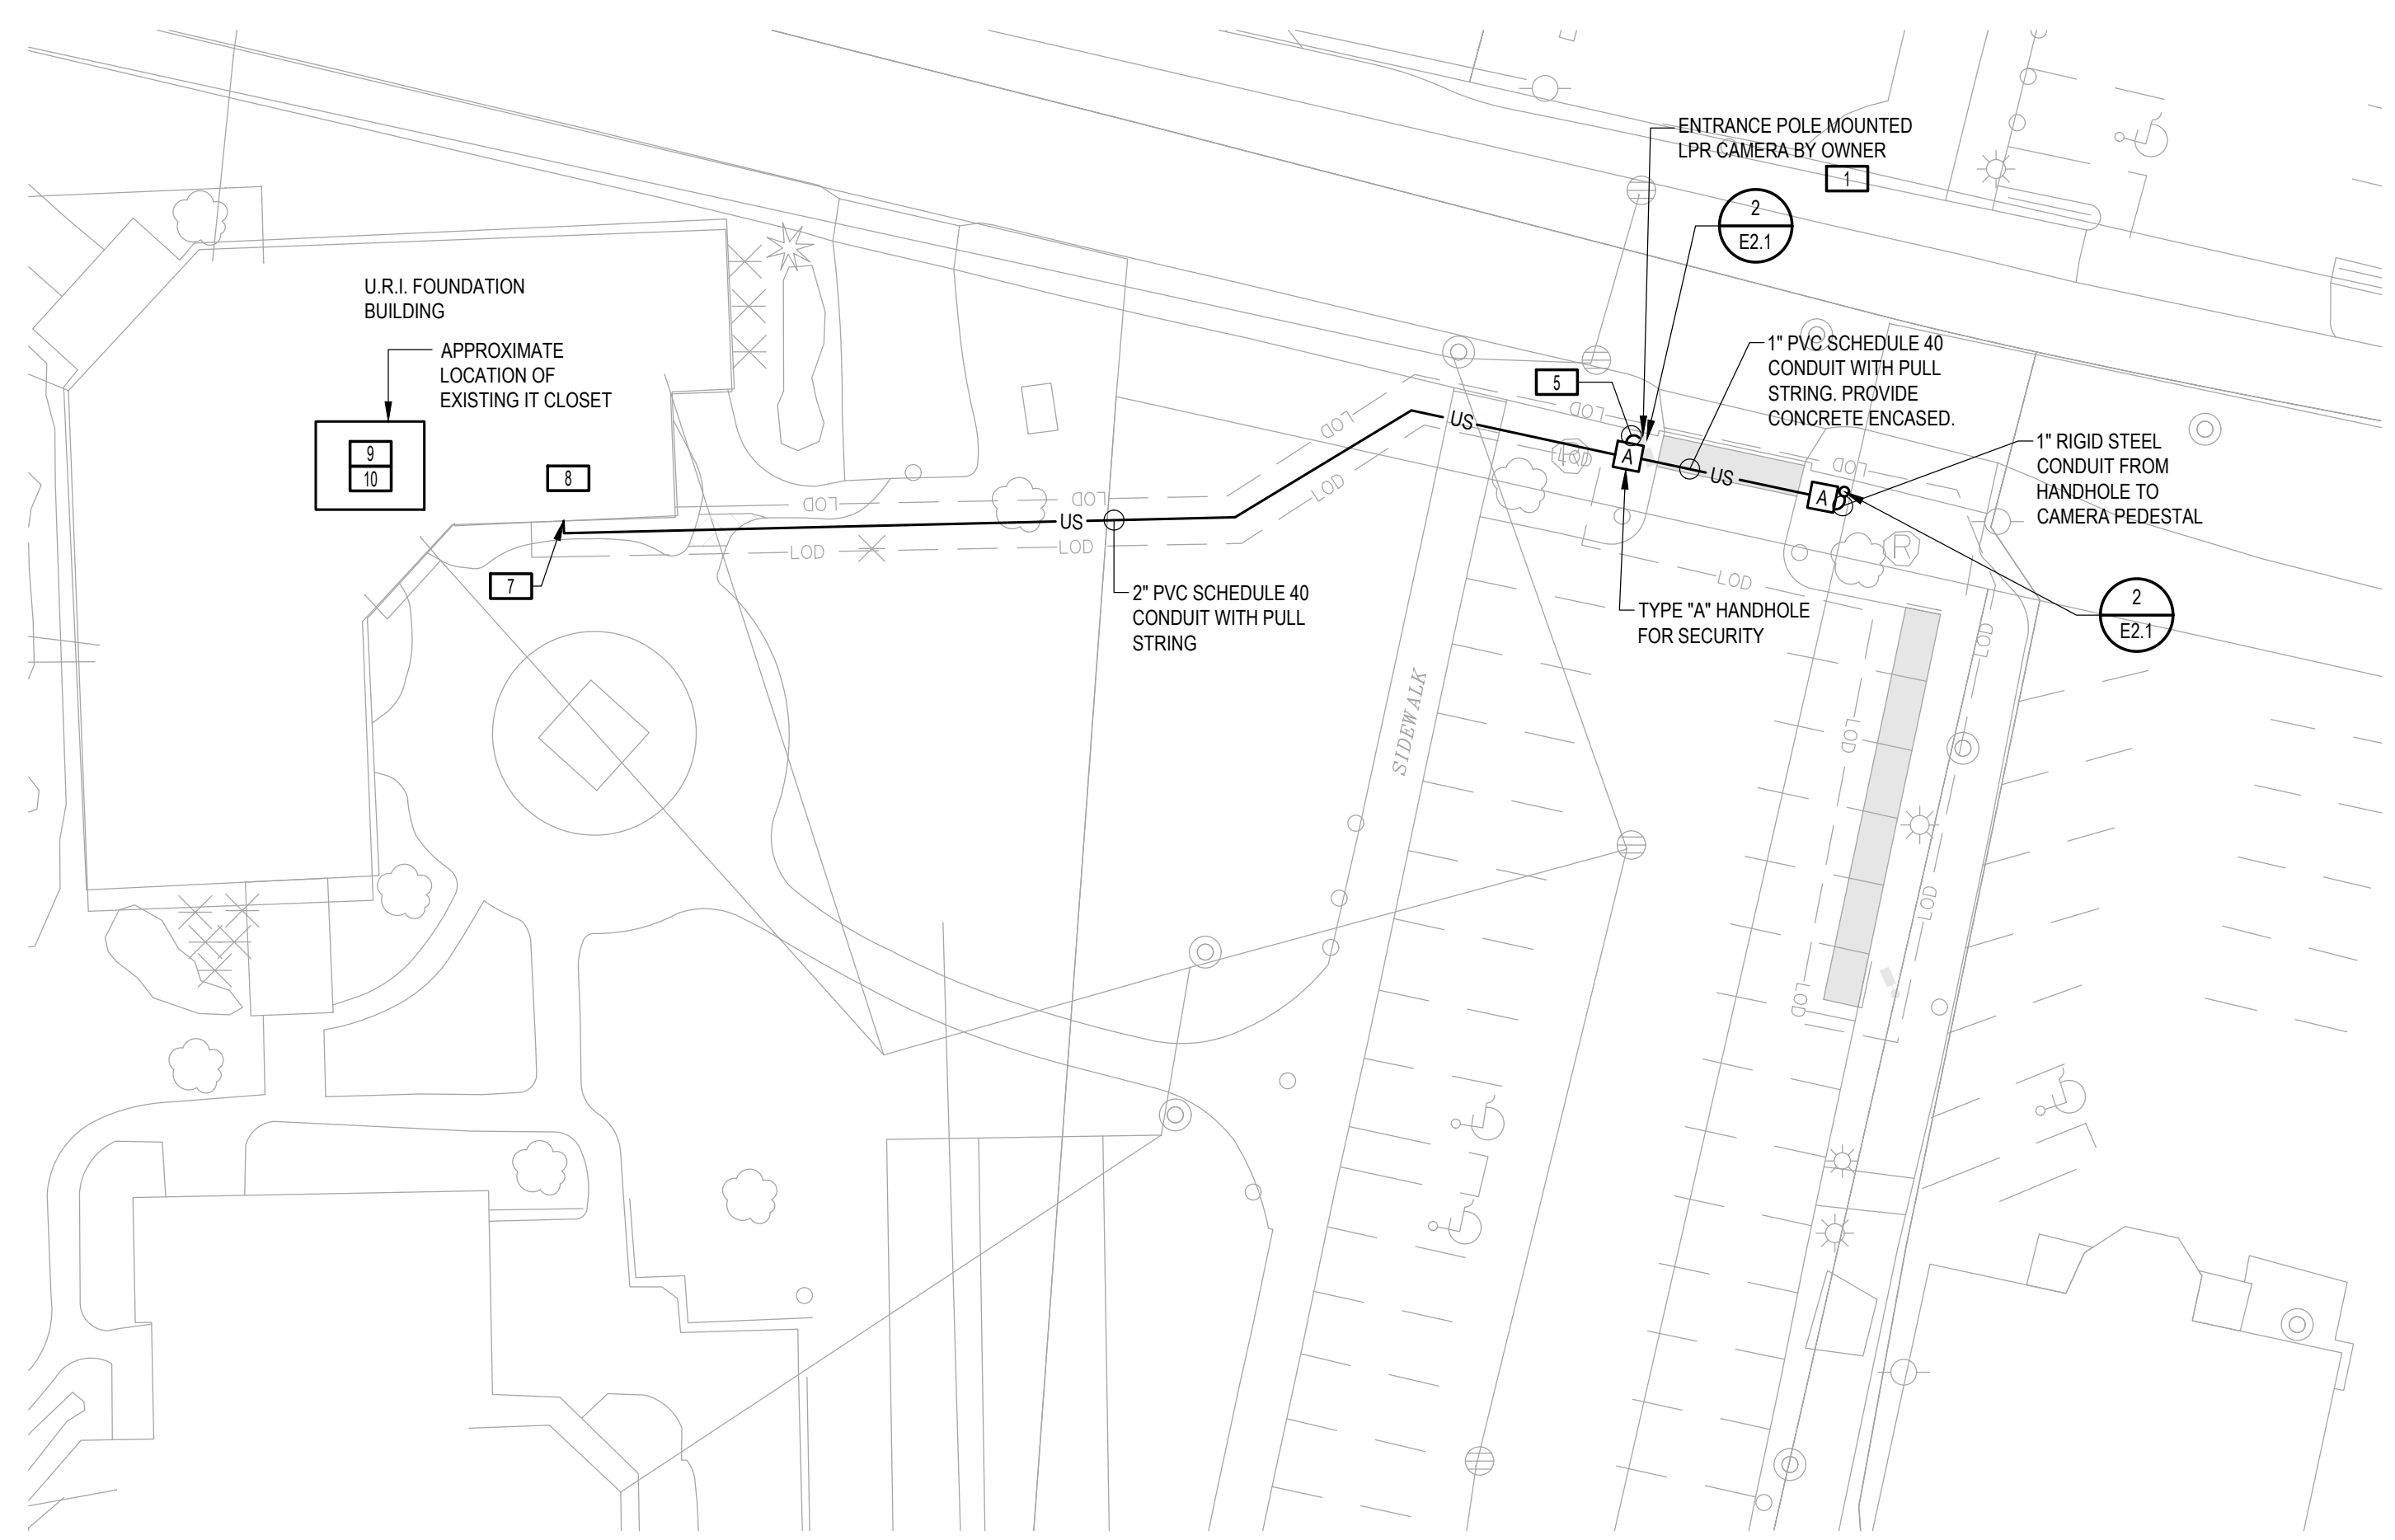 ENTRANCE POLE MOUNTED
LPR CAMERA BY OWNER
1
2
E2.1
U.R.I. FOUNDATION
BUILDING
APPROXIMATE
LOCATION OF
EXISTING IT CLOSET
9
10
8
7
5
1" PVC SCHEDULE 40
CONDUIT WITH PULL
STRING. PROVIDE
CONCRETE ENCASED.
1" RIGID STEEL
CONDUIT FROM
HANDHOLE TO
CAMERA PEDESTAL
US
US
US
A
A
LOD
LOD
LOD
LOD
LOD
LOD
LOD
LOD
LOD
LOD
R
2" PVC SCHEDULE 40
CONDUIT WITH PULL
STRING
TYPE "A" HANDHOLE
FOR SECURITY
2
E2.1
SIDEWALK
LOD
LOD
LOD
LOD